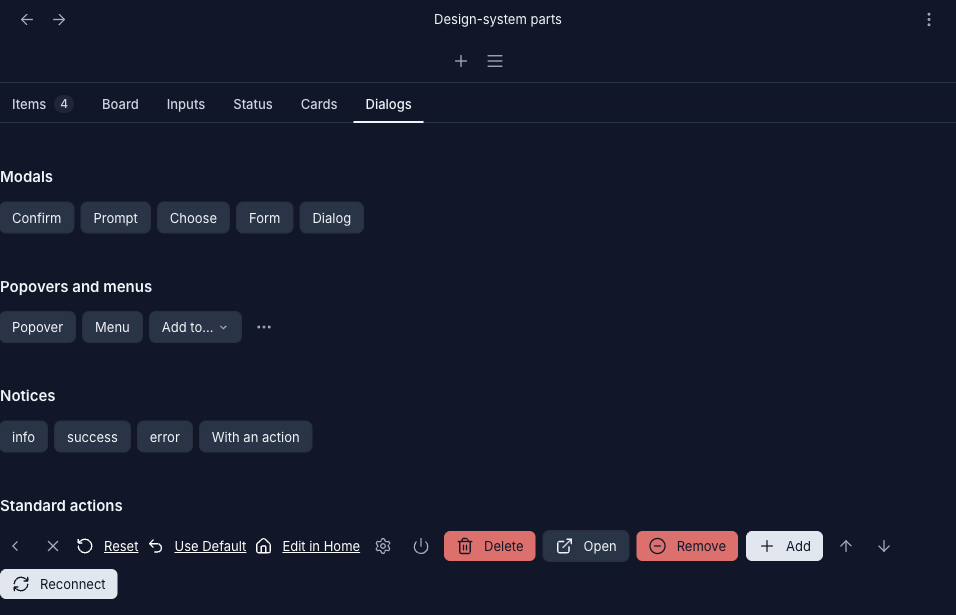 Design-system parts
Items 4 Board Inputs Status Cards Dialogs
Modals
Confirm Prompt Choose Form Dialog
Popovers and menus
Popover Menu Add to...
Notices
info success error With an action
Standard actions
Reset Use Default Edit in Home Delete Open Remove Add
Reconnect